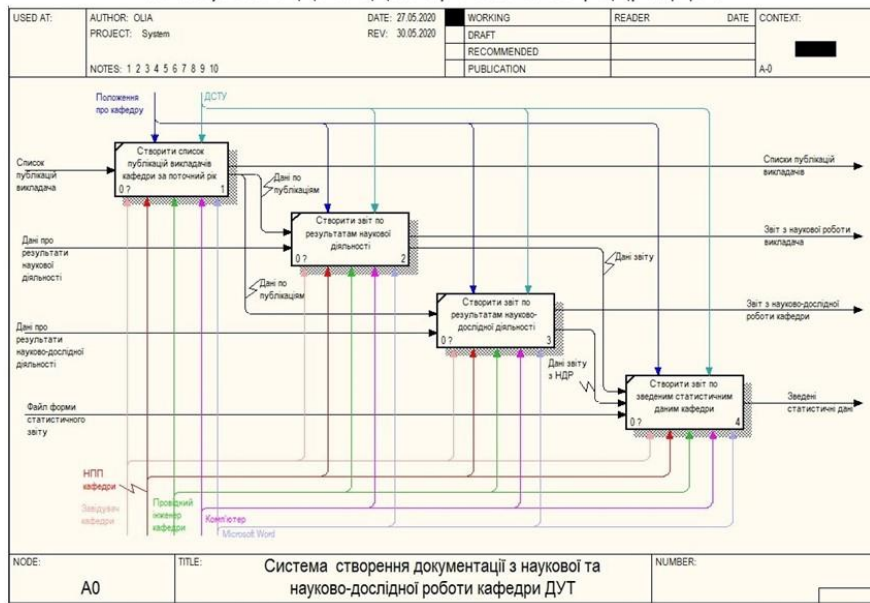 USED AT:
AUTHOR: OLIA
DATE: 27.05.2020
WORKING
READER
DATE
CONTEXT:
PROJECT: System
REV: 30.05.2020
DRAFT
RECOMMENDED
NOTES: 1 2 3 4 5 6 7 8 9 10
PUBLICATION
A-0
Положення
про кафедру
ДСТУ
Список
публікацій
викладача
Створити список
публікацій викладачів
кафедри за поточний рік
0 ?
1
Списки публікацій
викладачів
Дані по
публікаціям
Дані про
результати
наукової
діяльності
Створити звіт по
результатам наукової
діяльності
0 ?
2
Звіт з наукової роботи
викладача
Дані звіту
Дані по
публікаціям
Дані про
результати
науково-дослідної
діяльності
Створити звіт по
результатам науково-
дослідної діяльності
0 ?
3
Звіт з науково-дослідної
роботи кафедри
Дані звіту
з НДР
Файл форми
статистичного
звіту
Створити звіт по
зведеним статистичним
даним кафедри
0 ?
4
Зведені
статистичні дані
НПП
кафедри
Завідувач
кафедри
Провідний
інженер
кафедри
Комп'ютер
Microsoft Word
NODE:
A0
TITLE:
Система створення документації з наукової та
науково-дослідної роботи кафедри ДУТ
NUMBER: